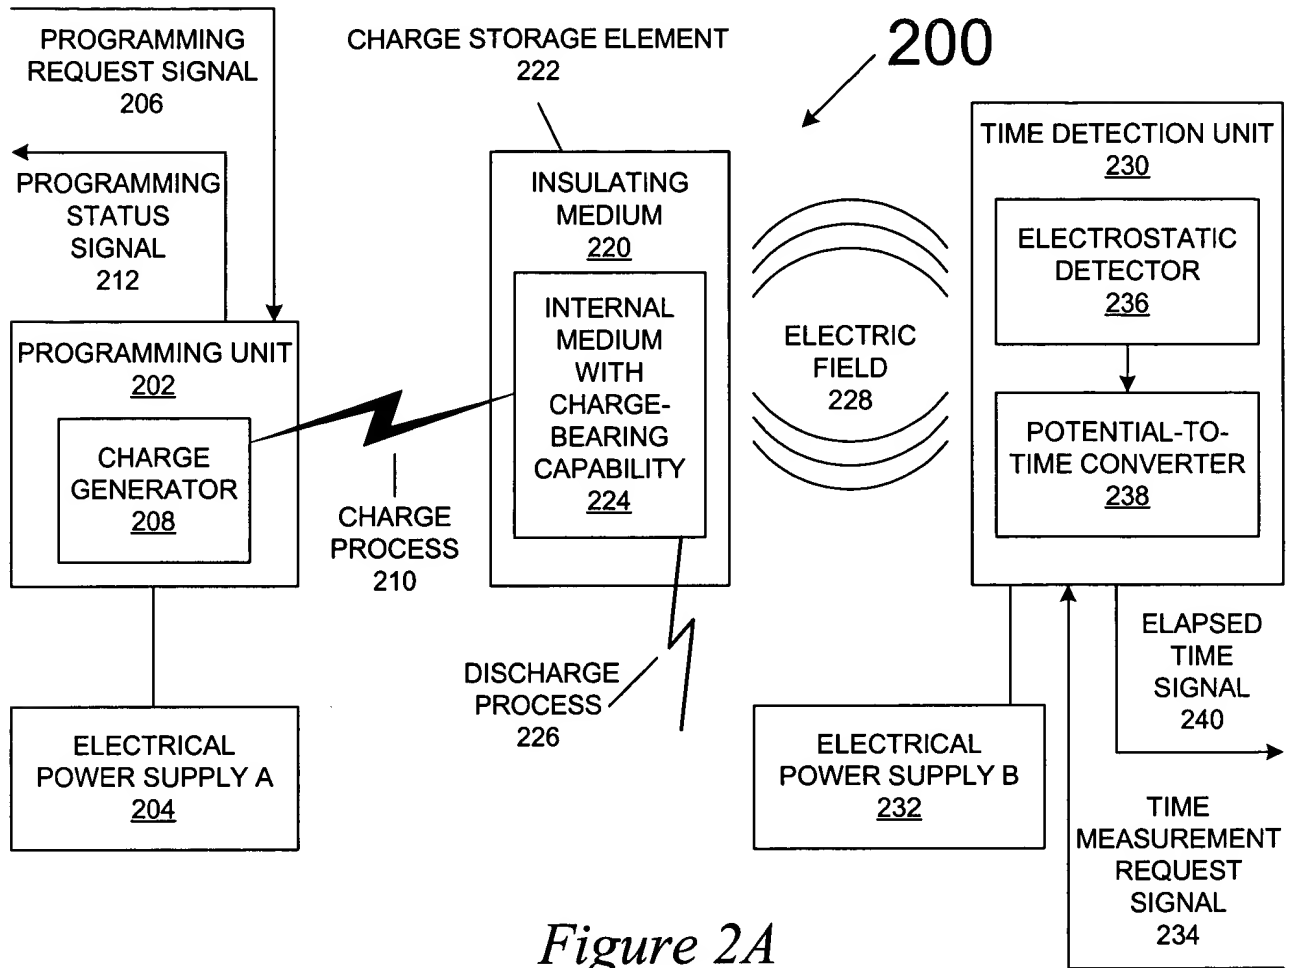 PROGRAMMING
REQUEST SIGNAL
206
PROGRAMMING
STATUS
SIGNAL
212
PROGRAMMING UNIT
202
CHARGE
GENERATOR
208
ELECTRICAL
POWER SUPPLY A
204
CHARGE STORAGE ELEMENT
222
INSULATING
MEDIUM
220
INTERNAL
MEDIUM
WITH
CHARGE-
BEARING
CAPABILITY
224
CHARGE
PROCESS
210
DISCHARGE
PROCESS
226
200
ELECTRIC
FIELD
228
TIME DETECTION UNIT
230
ELECTROSTATIC
DETECTOR
236
POTENTIAL-TO-
TIME CONVERTER
238
ELECTRICAL
POWER SUPPLY B
232
ELAPSED
TIME
SIGNAL
240
TIME
MEASUREMENT
REQUEST
SIGNAL
234
Figure 2A